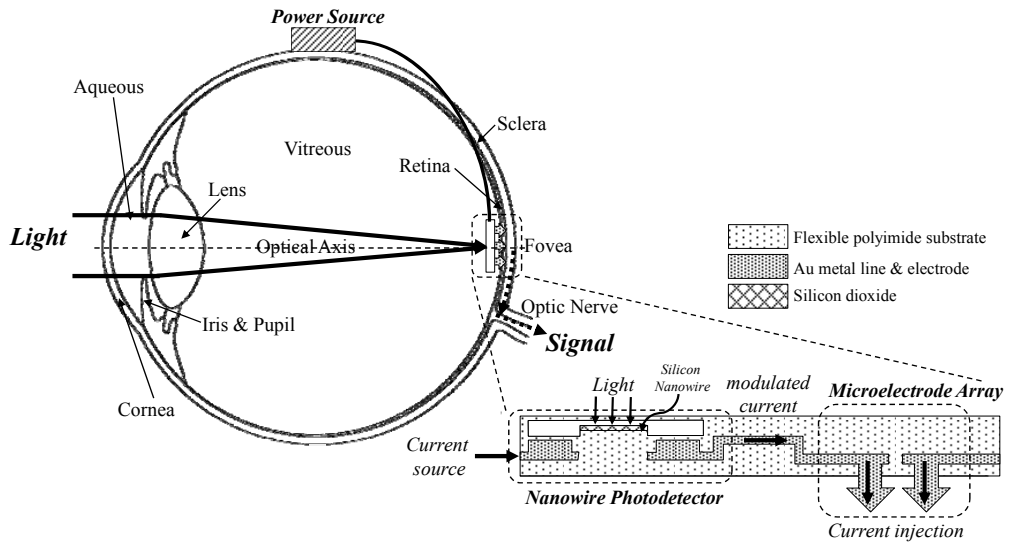 Power Source
Aqueous
Sclera
Vitreous
Retina
Lens
Light
Optical Axis
Fovea
Flexible polyimide substrate
Au metal line & electrode
Silicon dioxide
Optic Nerve
Iris & Pupil
Signal
Cornea
Light
Silicon
Nanowire
modulated
current
Microelectrode Array
Current
source
Nanowire Photodetector
Current injection